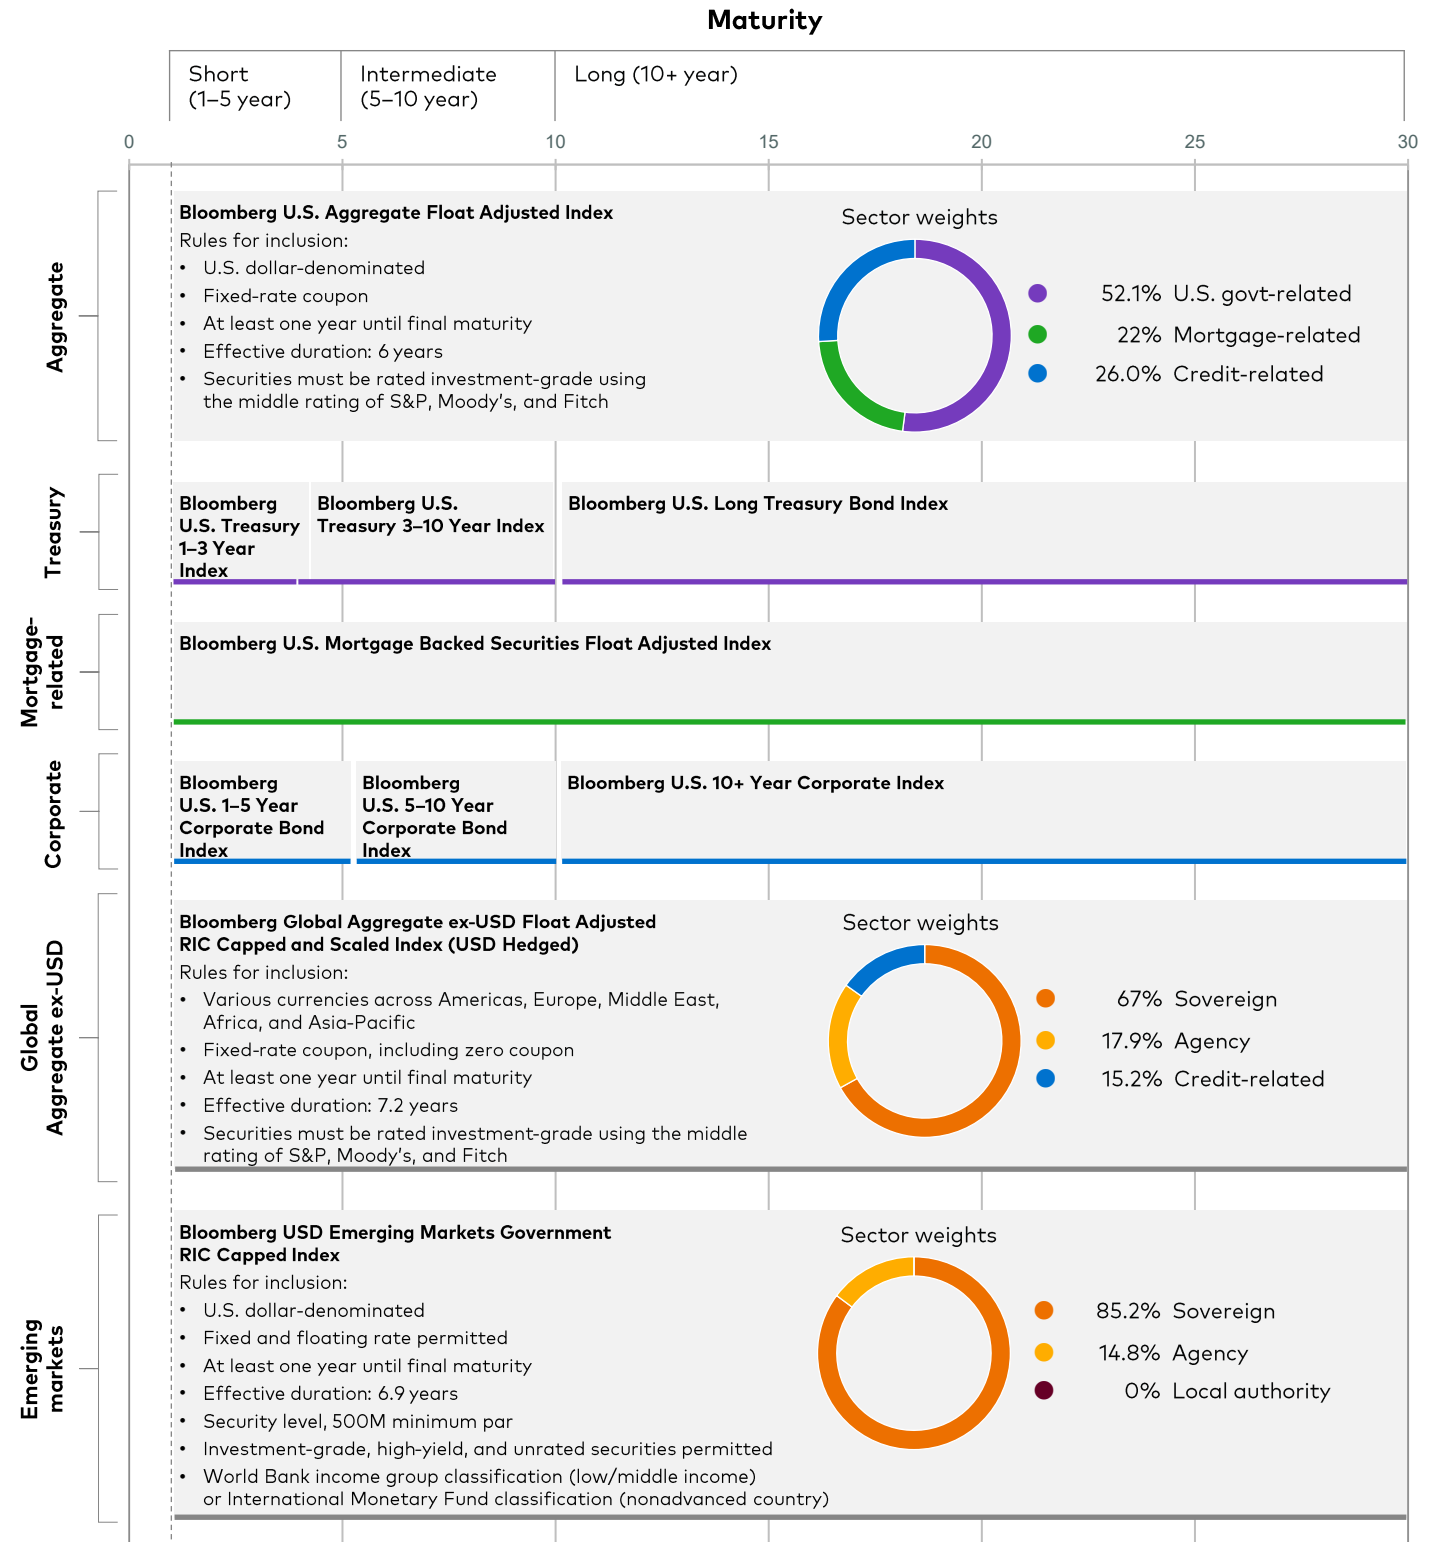 Maturity
Short
(1–5 year)
Intermediate
(5–10 year)
Long (10+ year)
0 5 10 15 20 25 30
Aggregate
Bloomberg U.S. Aggregate Float Adjusted Index
Rules for inclusion:
• U.S. dollar-denominated
• Fixed-rate coupon
• At least one year until final maturity
• Effective duration: 6 years
• Securities must be rated investment-grade using
the middle rating of S&P, Moody’s, and Fitch
Sector weights
52.1% U.S. govt-related
22% Mortgage-related
26.0% Credit-related
Treasury
Bloomberg
U.S. Treasury
1–3 Year
Index
Bloomberg U.S.
Treasury 3–10 Year Index
Bloomberg U.S. Long Treasury Bond Index
Mortgage-
related
Bloomberg U.S. Mortgage Backed Securities Float Adjusted Index
Corporate
Bloomberg
U.S. 1–5 Year
Corporate Bond
Index
Bloomberg
U.S. 5–10 Year
Corporate Bond
Index
Bloomberg U.S. 10+ Year Corporate Index
Global
Aggregate ex-USD
Bloomberg Global Aggregate ex-USD Float Adjusted
RIC Capped and Scaled Index (USD Hedged)
Rules for inclusion:
• Various currencies across Americas, Europe, Middle East,
Africa, and Asia-Pacific
• Fixed-rate coupon, including zero coupon
• At least one year until final maturity
• Effective duration: 7.2 years
• Securities must be rated investment-grade using the middle
rating of S&P, Moody’s, and Fitch
Sector weights
67% Sovereign
17.9% Agency
15.2% Credit-related
Emerging
markets
Bloomberg USD Emerging Markets Government
RIC Capped Index
Rules for inclusion:
• U.S. dollar-denominated
• Fixed and floating rate permitted
• At least one year until final maturity
• Effective duration: 6.9 years
• Security level, 500M minimum par
• Investment-grade, high-yield, and unrated securities permitted
• World Bank income group classification (low/middle income)
or International Monetary Fund classification (nonadvanced country)
Sector weights
85.2% Sovereign
14.8% Agency
0% Local authority